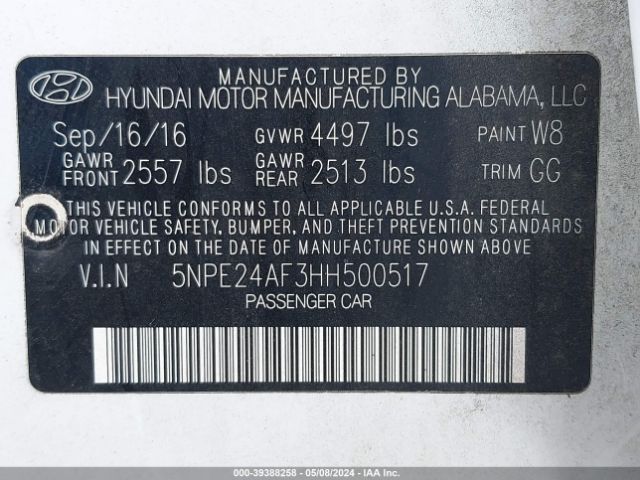 MANUFACTURED BY
HYUNDAI MOTOR MANUFACTURING ALABAMA, LLC
Sep/16/16 GVWR 4497 lbs PAINT W8
GAWR FRONT 2557 lbs GAWR REAR 2513 lbs TRIM GG
THIS VEHICLE CONFORMS TO ALL APPLICABLE U.S.A. FEDERAL
MOTOR VEHICLE SAFETY, BUMPER, AND THEFT PREVENTION STANDARDS
IN EFFECT ON THE DATE OF MANUFACTURE SHOWN ABOVE.
V.I.N 5NPE24AF3HH500517
PASSENGER CAR
000-39388258 - 05/08/2024 - IAA Inc.